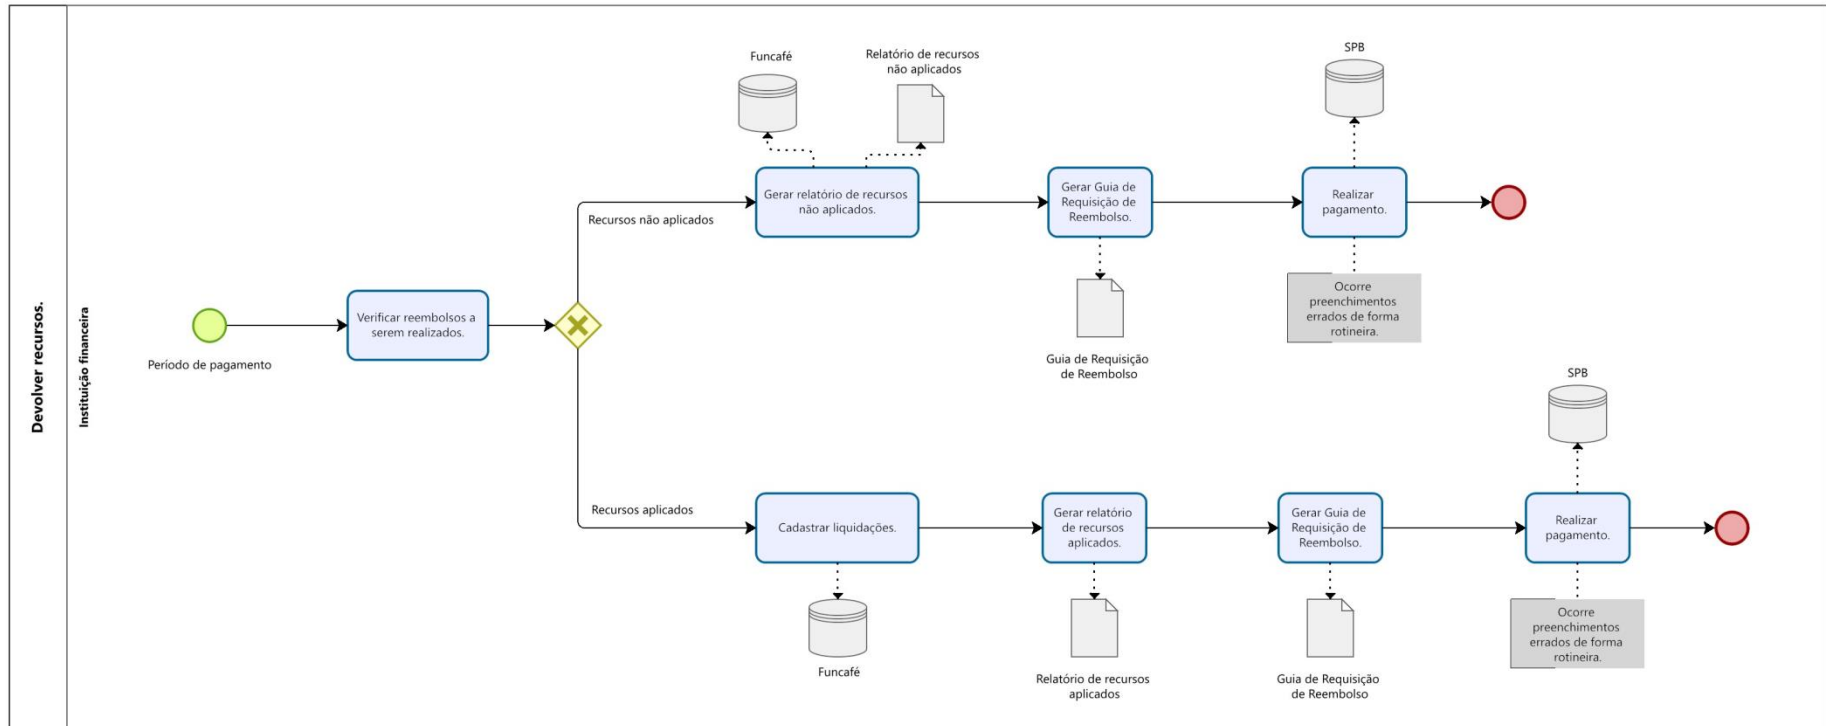 Devolver recursos.
Instituição financeira
Período de pagamento
Verificar reembolsos a
serem realizados.
Recursos não aplicados
Funcafé
Relatório de recursos
não aplicados
Gerar relatório de recursos
não aplicados.
Gerar Guia de
Requisição de
Reembolso.
Guia de Requisição
de Reembolso
SPB
Realizar
pagamento.
Ocorre
preenchimentos
errados de forma
rotineira.
Recursos aplicados
Cadastrar liquidações.
Funcafé
Gerar relatório
de recursos
aplicados.
Relatório de recursos
aplicados
Gerar Guia de
Requisição de
Reembolso.
Guia de Requisição
de Reembolso
SPB
Realizar
pagamento.
Ocorre
preenchimentos
errados de forma
rotineira.